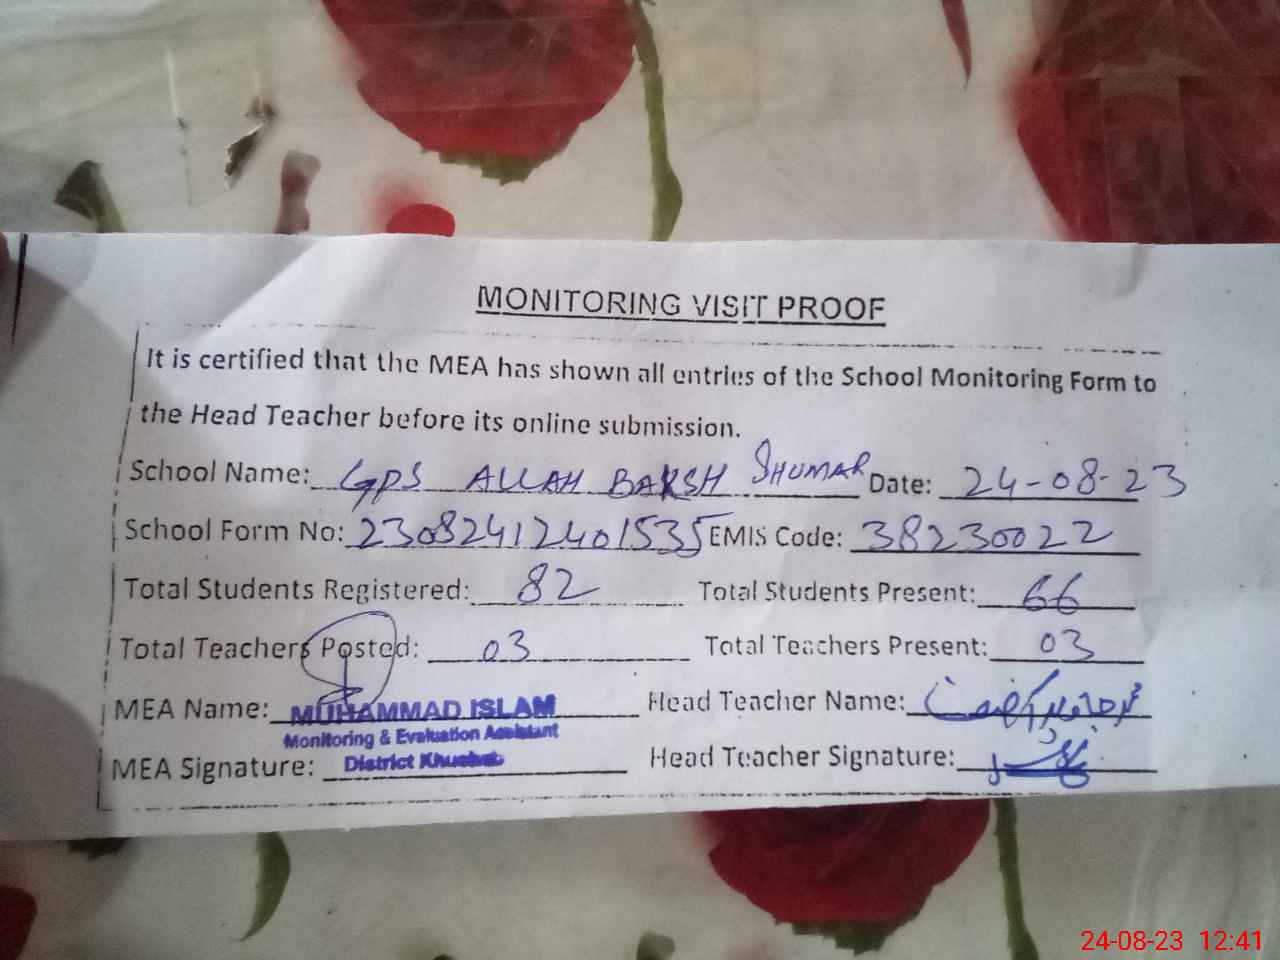 MONITORING VISIT PROOF
It is certified that the MEA has shown all entries of the School Monitoring Form to
the Head Teacher before its online submission.
School Name: GPS ALLAH BAKSH SHUMAR Date: 24-08-23
School Form No: 23082412401535 EMIS Code: 38230022
Total Students Registered: 82 Total Students Present: 66
Total Teachers Posted: 03 Total Teachers Present: 03
MEA Name: MUHAMMAD ISLAM Head Teacher Name:
Monitoring & Evaluation Assistant
MEA Signature: District Khushab Head Teacher Signature:
24-08-23 12:41